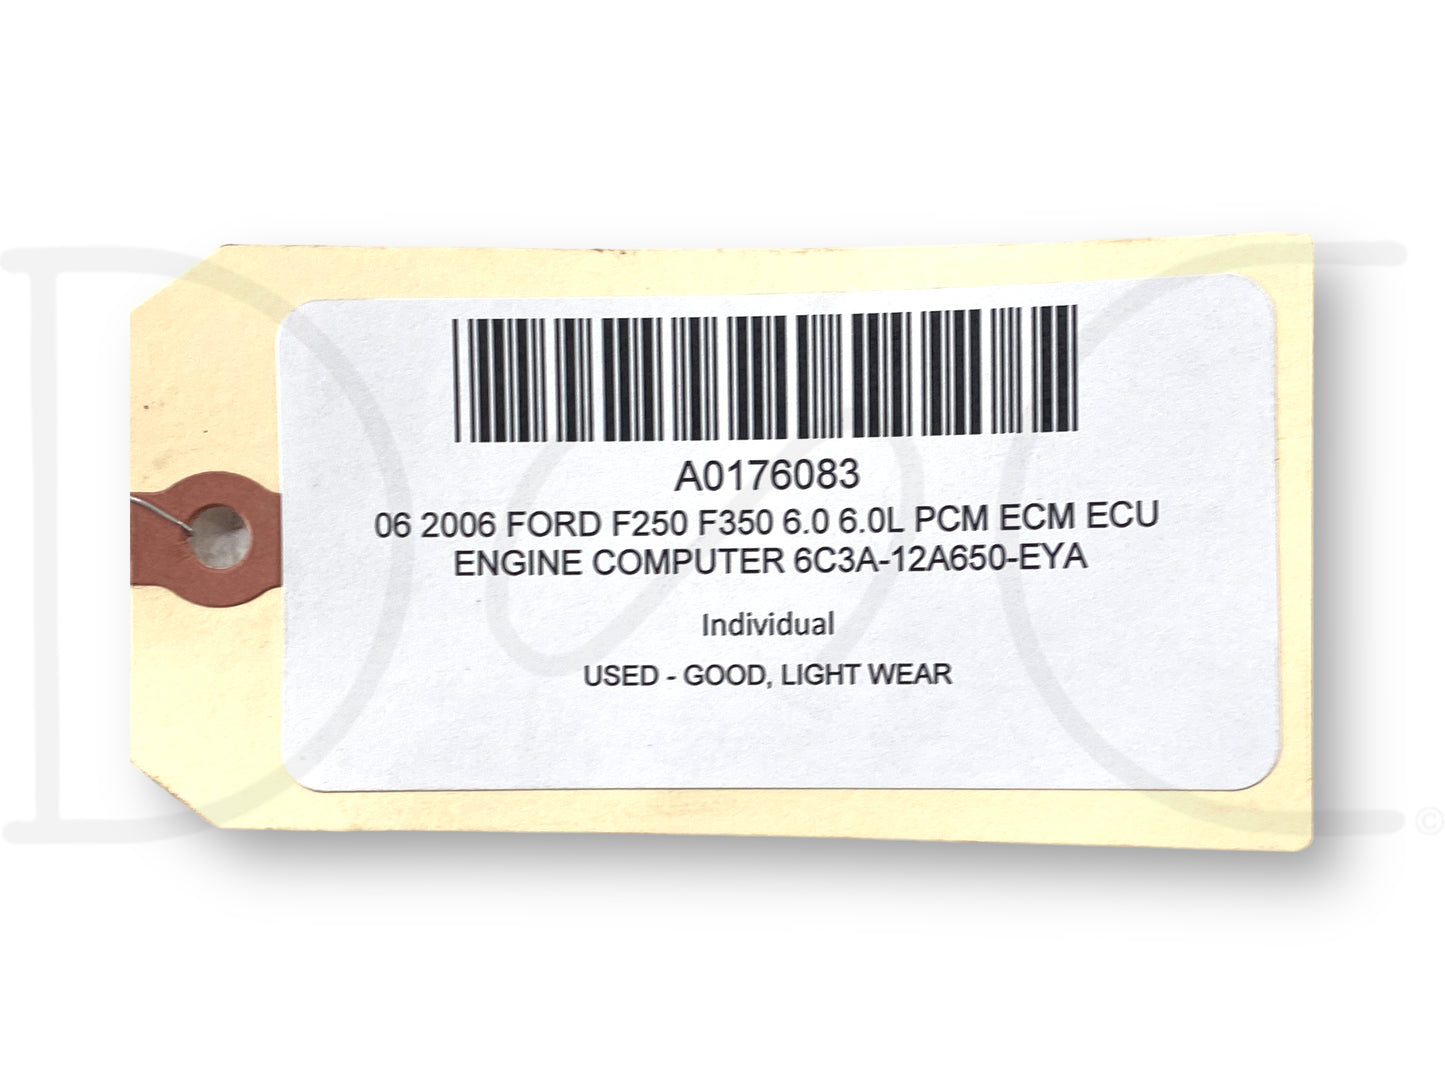 A0176083
06 2006 FORD F250 F350 6.0 6.0L PCM ECM ECU
ENGINE COMPUTER 6C3A-12A650-EYA
Individual
USED - GOOD, LIGHT WEAR
D C
©